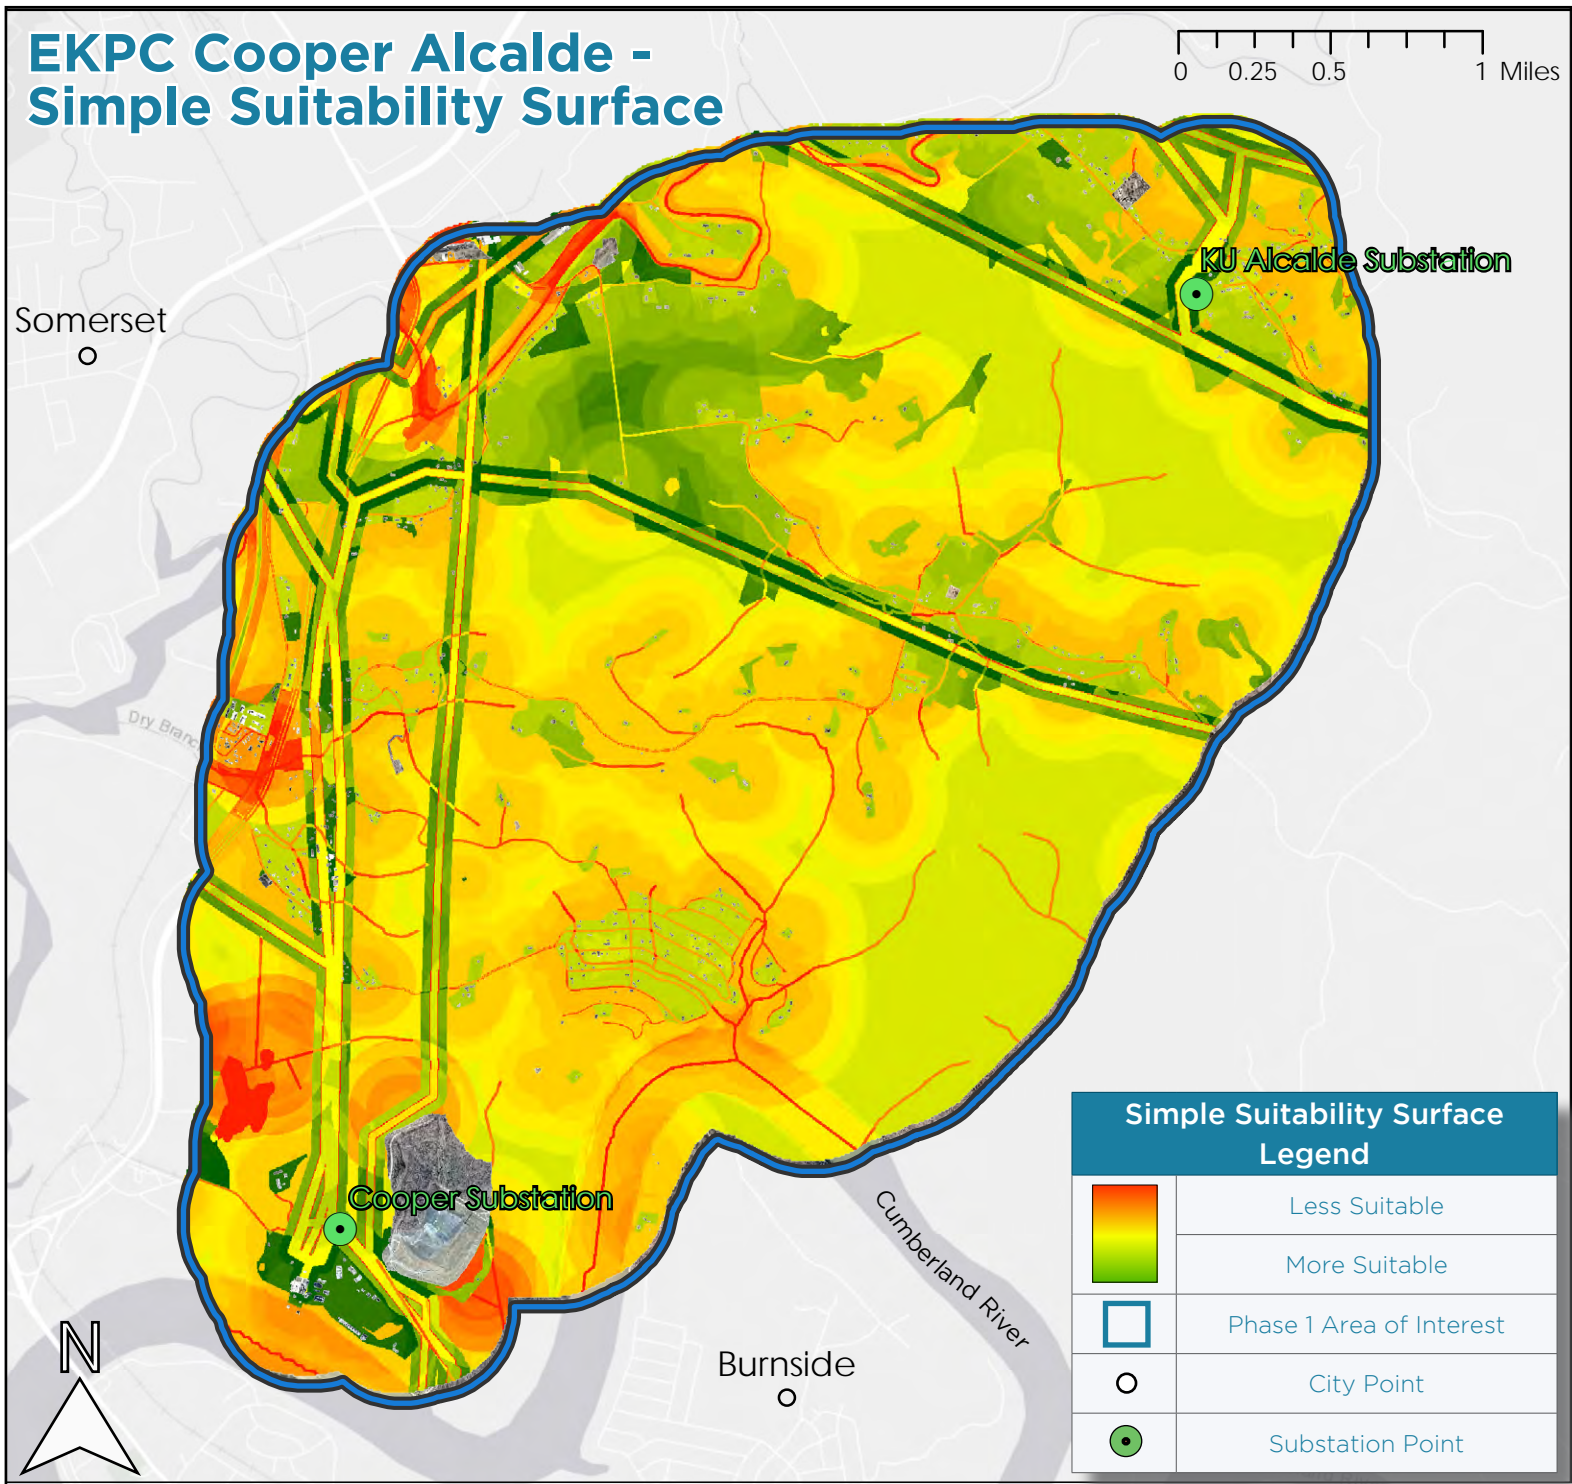 EKPC Cooper Alcalde -
Simple Suitability Surface
0 0.25 0.5 1 Miles
KU Alcalde Substation
Somerset
Dry Branch
Cooper Substation
Cumberland River
Burnside
N
Simple Suitability Surface
Legend
Less Suitable
More Suitable
Phase 1 Area of Interest
City Point
Substation Point